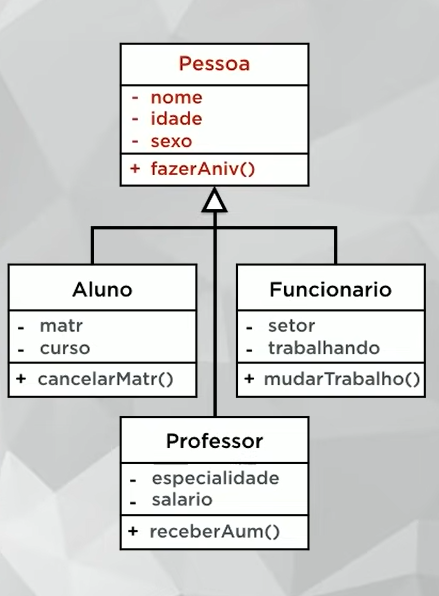 Pessoa
- nome
- idade
- sexo
+ fazerAniv()
Aluno
- matr
- curso
+ cancelarMatr()
Funcionario
- setor
- trabalhando
+ mudarTrabalho()
Professor
- especialidade
- salario
+ receberAum()